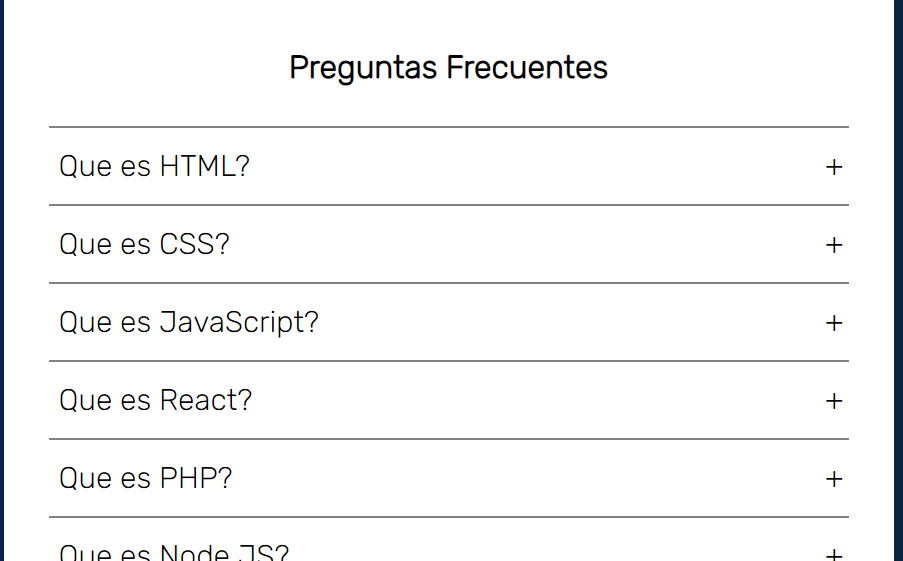 Preguntas Frecuentes
Que es HTML? +
Que es CSS? +
Que es JavaScript? +
Que es React? +
Que es PHP? +
Que es Node JS? +